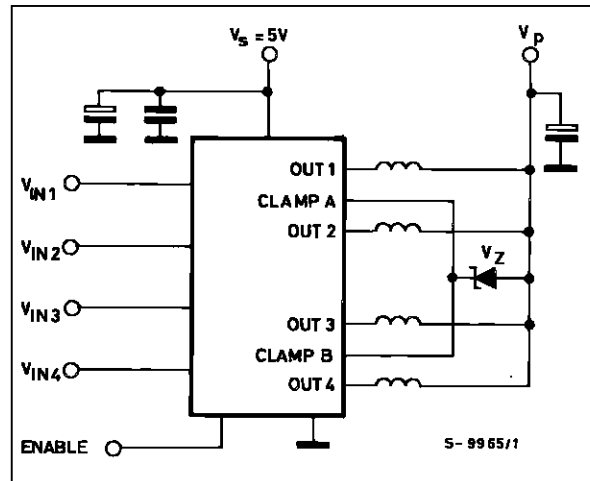 Vs = 5V
Vp
OUT 1
VIN1
CLAMP A
OUT 2
VZ
VIN2
VIN3
OUT 3
CLAMP B
VIN4
OUT 4
ENABLE
S-9965/1